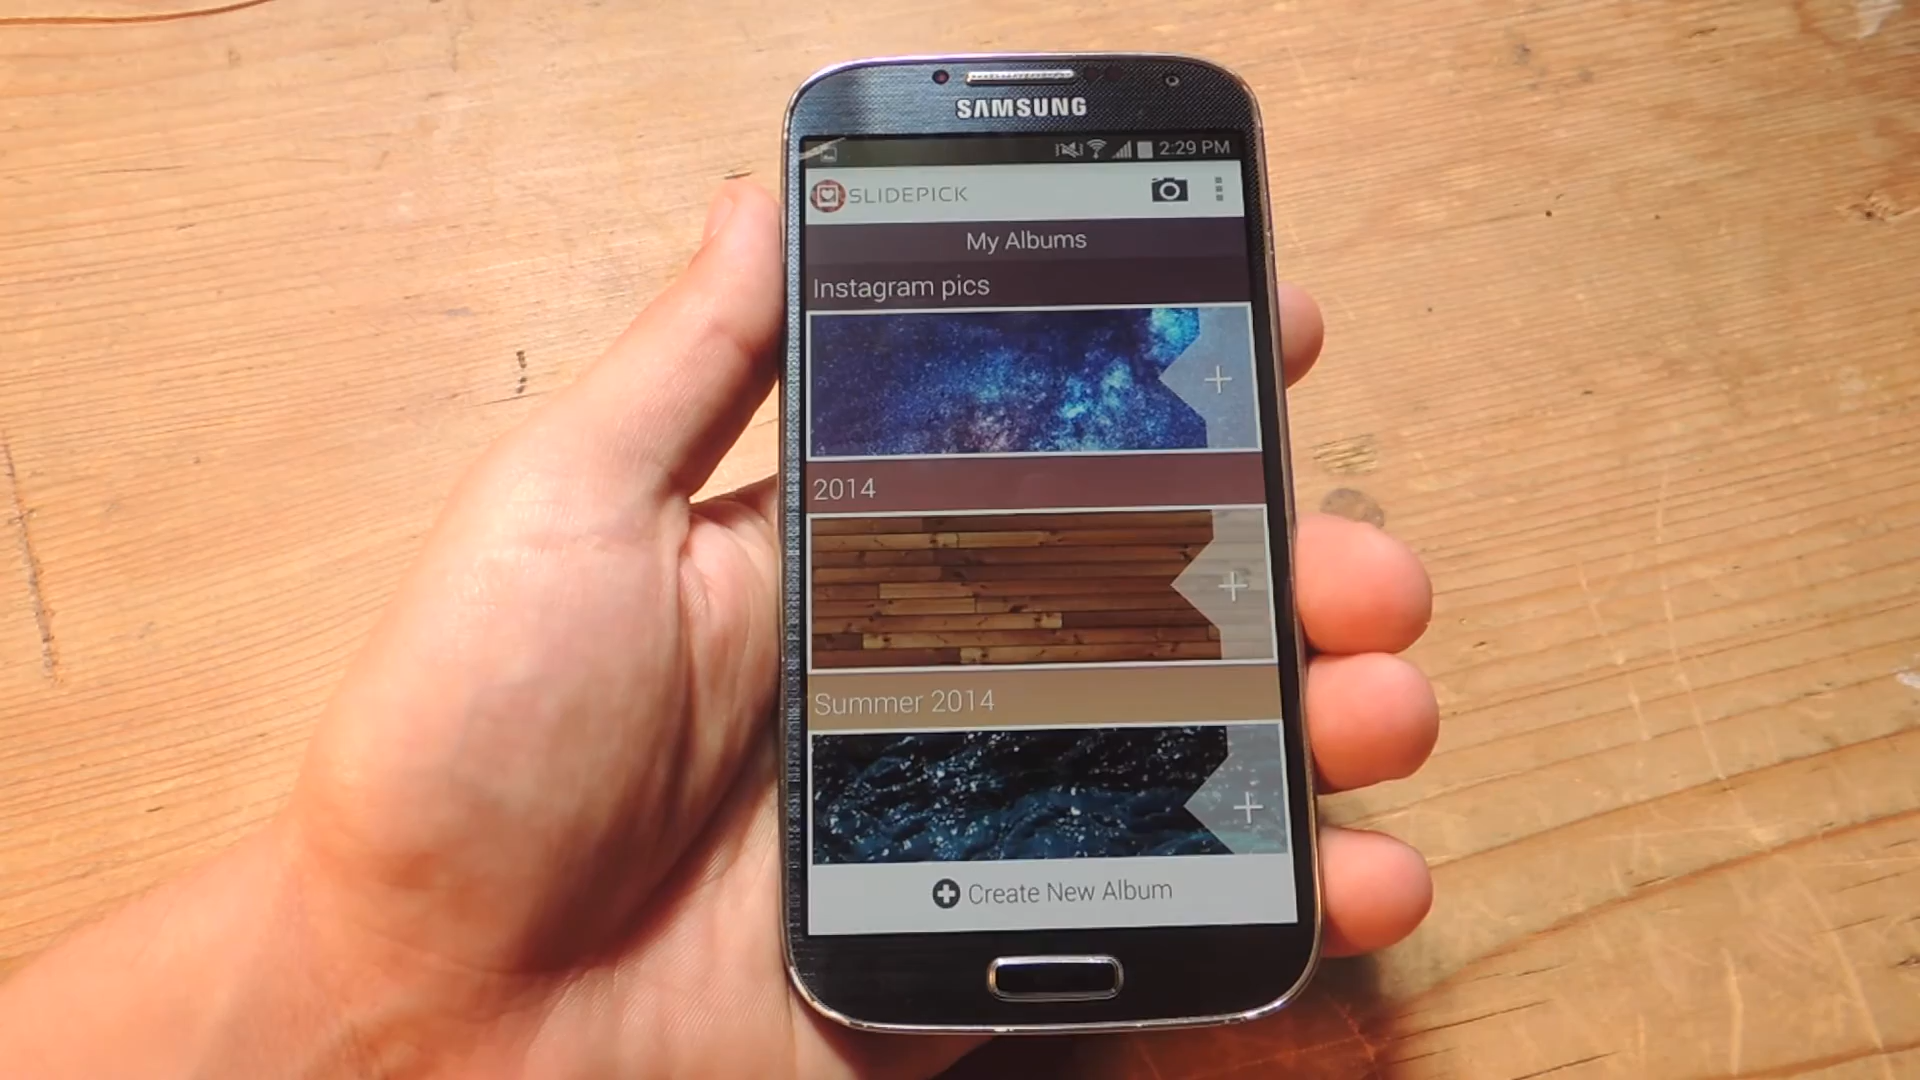 SAMSUNG
2:29 PM
SLIDEPICK
My Albums
Instagram pics
2014
Summer 2014
Create New Album